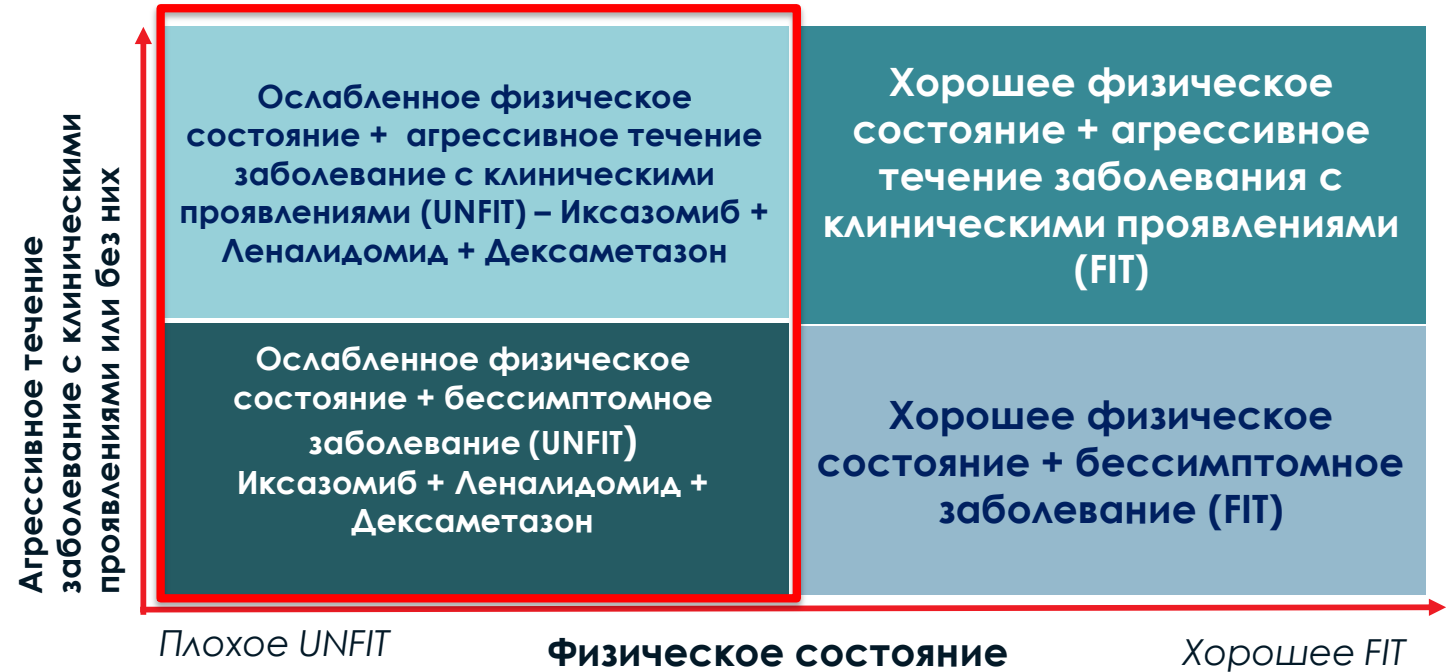 Агрессивное течение
заболевание с клиническими
проявлениями или без них
Ослабленное физическое
состояние + агрессивное течение
заболевание с клиническими
проявлениями (UNFIT) – Иксазомиб +
Леналидомид + Дексаметазон
Хорошее физическое
состояние + агрессивное
течение заболевания с
клиническими проявлениями
(FIT)
Ослабленное физическое
состояние + бессимптомное
заболевание (UNFIT)
Иксазомиб + Леналидомид +
Дексаметазон
Хорошее физическое
состояние + бессимптомное
заболевание (FIT)
Плохое UNFIT
Физическое состояние
Хорошее FIT